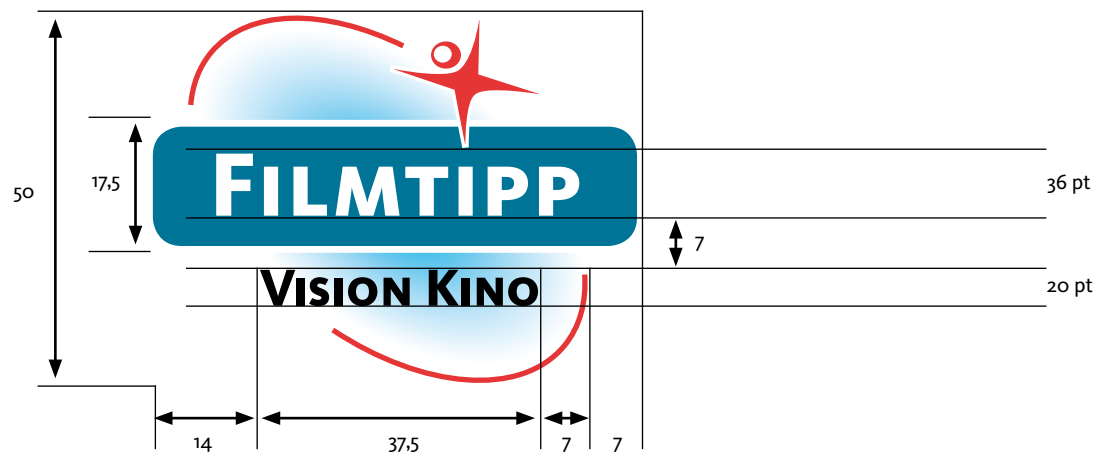 50
17,5
FILMTIPP
36 pt
7
VISION KINO
20 pt
14
37,5
7
7